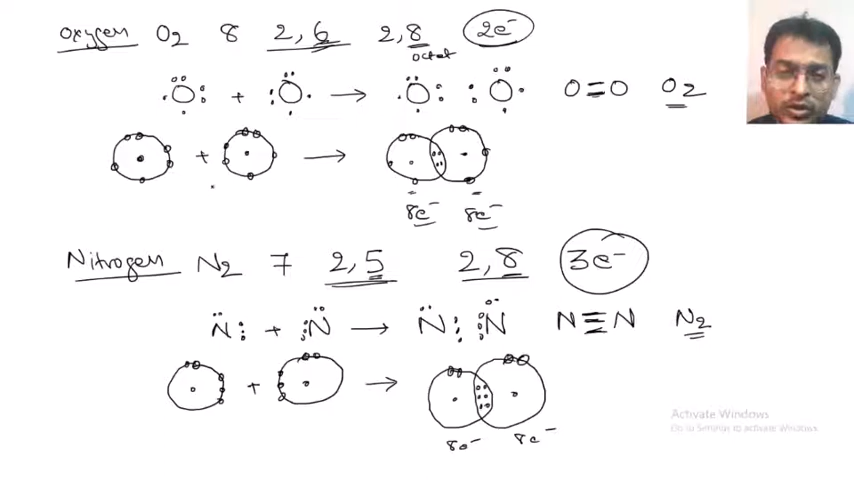 Oxygen O2 8 2,6 2,8 2e⁻
octet
O + O → O O O=O O2
+ →
8e⁻ 8e⁻
Nitrogen N2 7 2,5 2,8 3e⁻
N + N → N N N≡N N2
+ →
8e⁻ 8e⁻
Activate Windows
Go to Settings to activate Windows.